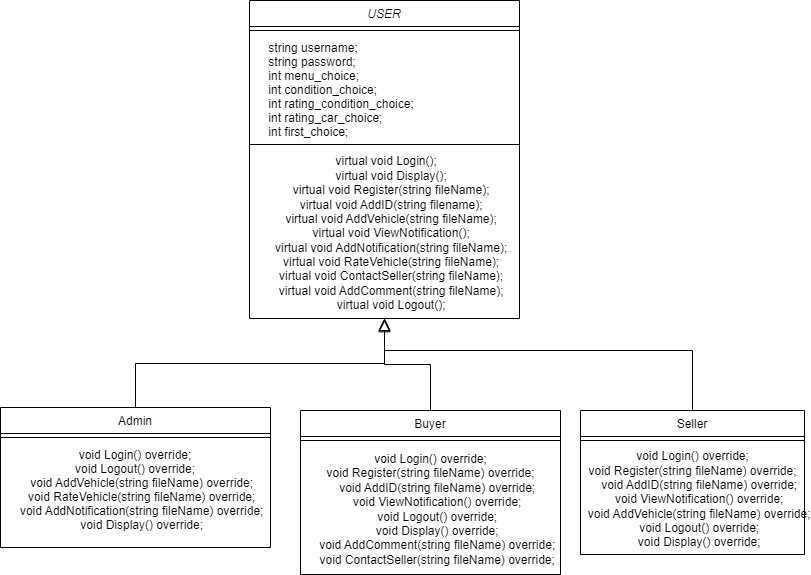 USER
string username;
string password;
int menu_choice;
int condition_choice;
int rating_condition_choice;
int rating_car_choice;
int first_choice;
virtual void Login();
virtual void Display();
virtual void Register(string fileName);
virtual void AddID(string filename);
virtual void AddVehicle(string fileName);
virtual void ViewNotification();
virtual void AddNotification(string fileName);
virtual void RateVehicle(string fileName);
virtual void ContactSeller(string fileName);
virtual void AddComment(string fileName);
virtual void Logout();
Admin
void Login() override;
void Logout() override;
void AddVehicle(string fileName) override;
void RateVehicle(string fileName) override;
void AddNotification(string fileName) override;
void Display() override;
Buyer
void Login() override;
void Register(string fileName) override;
void AddID(string fileName) override;
void ViewNotification() override;
void Logout() override;
void Display() override;
void AddComment(string fileName) override;
void ContactSeller(string fileName) override;
Seller
void Login() override;
void Register(string fileName) override;
void AddID(string fileName) override;
void ViewNotification() override;
void AddVehicle(string fileName) override;
void Logout() override;
void Display() override;